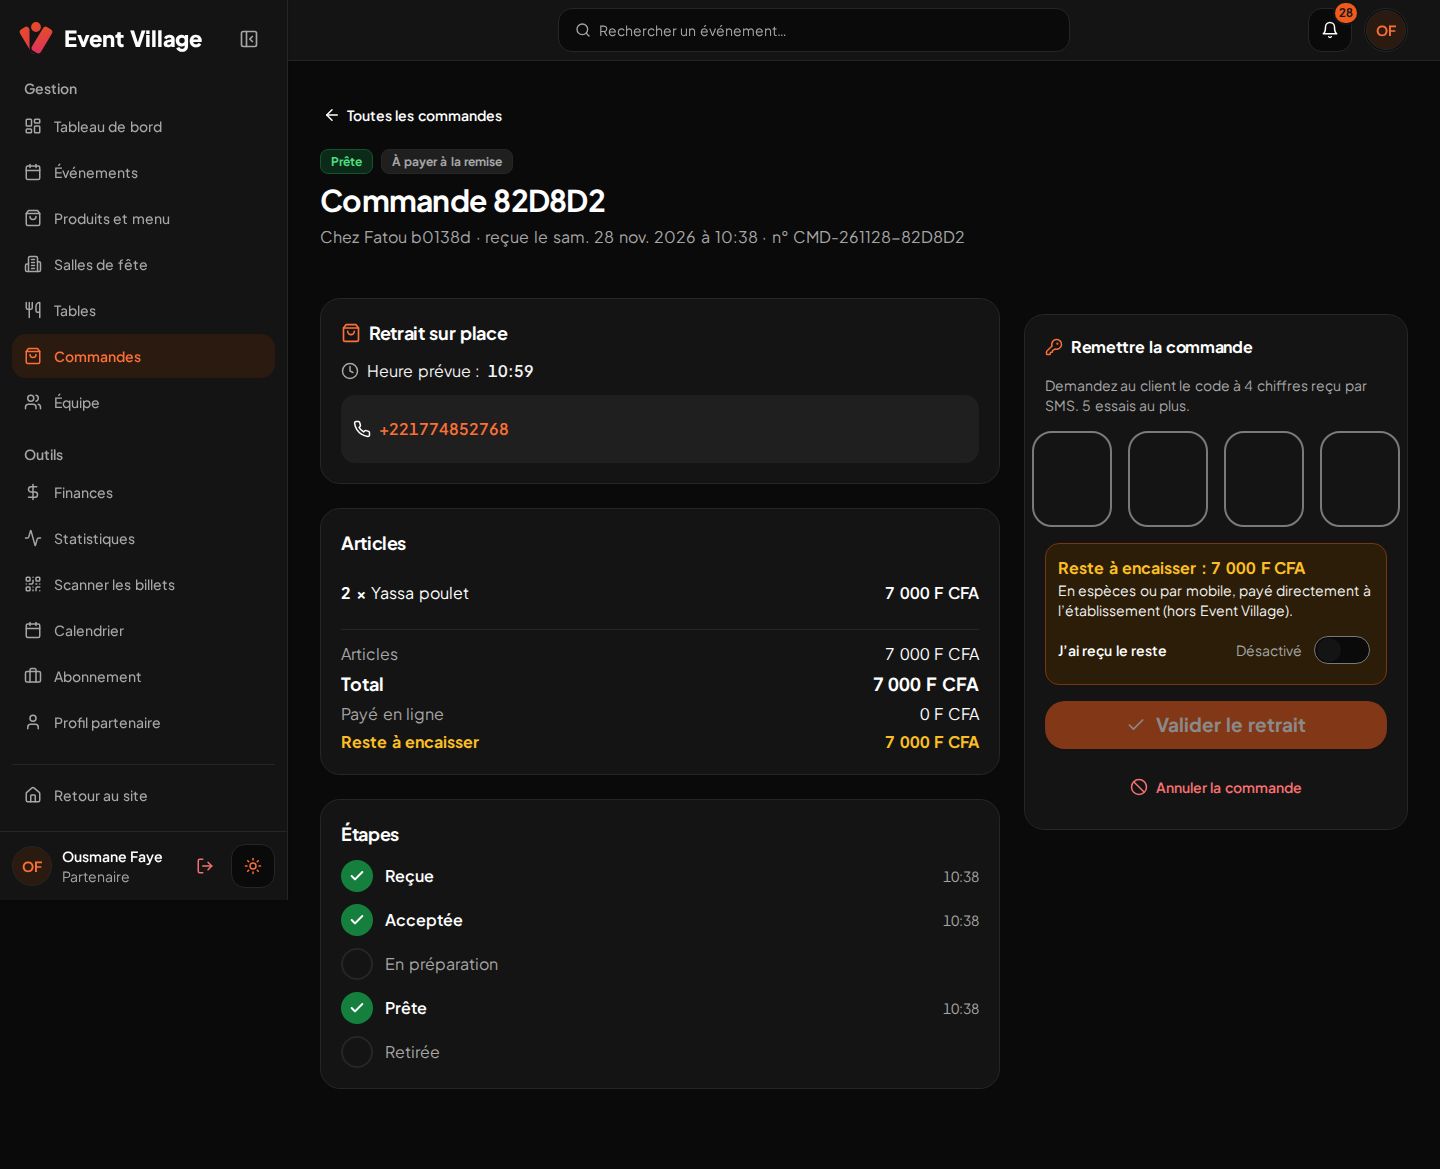 Event Village
Rechercher un événement...
28
OF
Gestion
Tableau de bord
Événements
Produits et menu
Salles de fête
Tables
Commandes
Équipe
Outils
Finances
Statistiques
Scanner les billets
Calendrier
Abonnement
Profil partenaire
Retour au site
OF
Ousmane Faye
Partenaire
Toutes les commandes
Prête
À payer à la remise
Commande 82D8D2
Chez Fatou b0138d · reçue le sam. 28 nov. 2026 à 10:38 · n° CMD-261128-82D8D2
Retrait sur place
Heure prévue : 10:59
+221774852768
Articles
2 × Yassa poulet 7 000 F CFA
Articles 7 000 F CFA
Total 7 000 F CFA
Payé en ligne 0 F CFA
Reste à encaisser 7 000 F CFA
Étapes
Reçue 10:38
Acceptée 10:38
En préparation
Prête 10:38
Retirée
Remettre la commande
Demandez au client le code à 4 chiffres reçu par
SMS. 5 essais au plus.
Reste à encaisser : 7 000 F CFA
En espèces ou par mobile, payé directement à
l'établissement (hors Event Village).
J'ai reçu le reste Désactivé
Valider le retrait
Annuler la commande